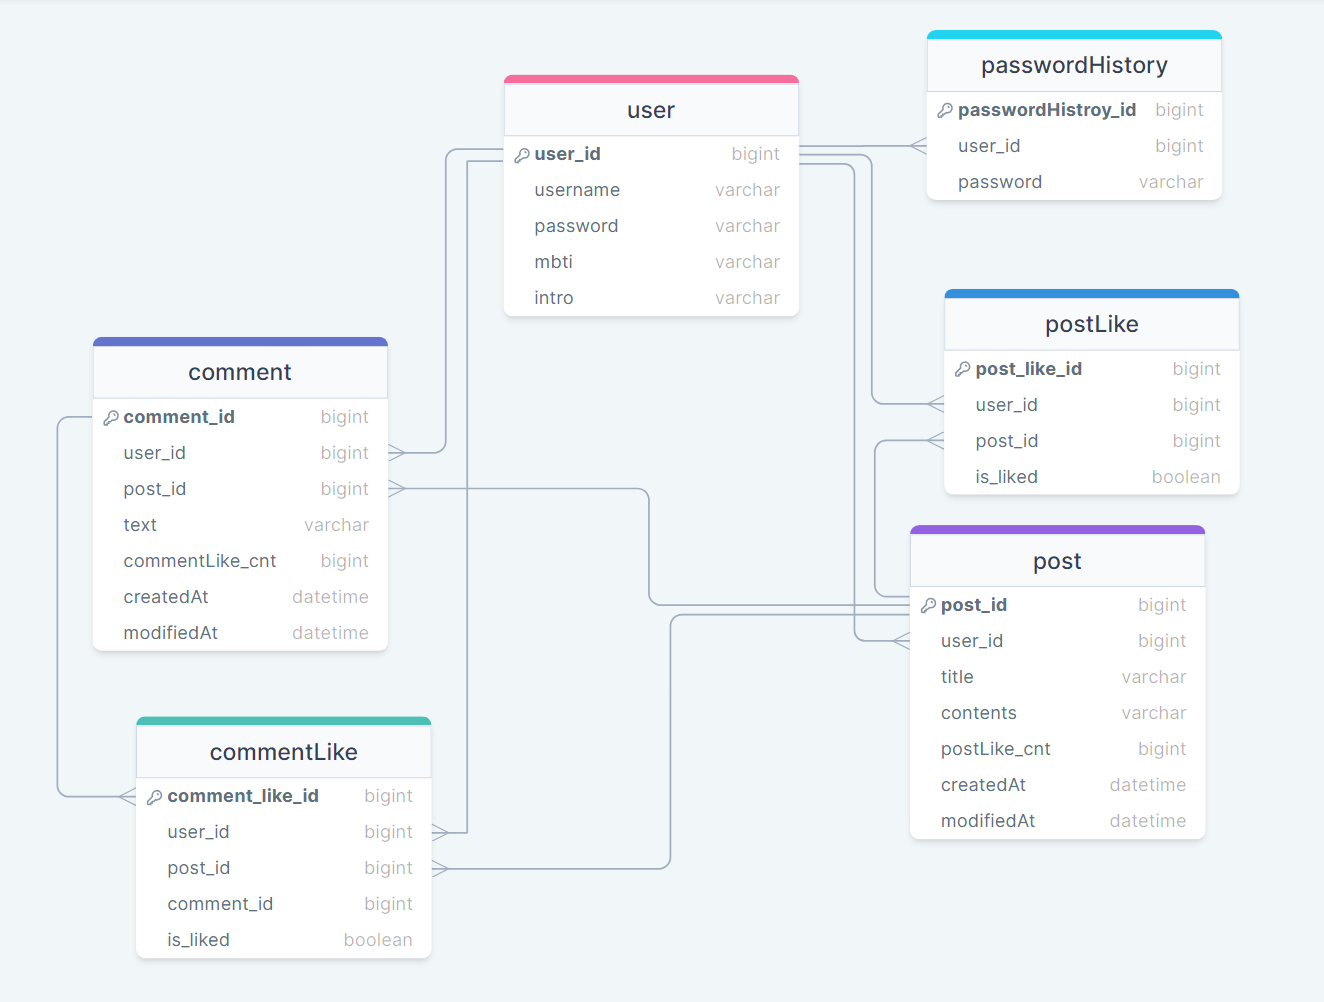 user
user_id bigint
username varchar
password varchar
mbti varchar
intro varchar
passwordHistory
passwordHistroy_id bigint
user_id bigint
password varchar
postLike
post_like_id bigint
user_id bigint
post_id bigint
is_liked boolean
comment
comment_id bigint
user_id bigint
post_id bigint
text varchar
commentLike_cnt bigint
createdAt datetime
modifiedAt datetime
post
post_id bigint
user_id bigint
title varchar
contents varchar
postLike_cnt bigint
createdAt datetime
modifiedAt datetime
commentLike
comment_like_id bigint
user_id bigint
post_id bigint
comment_id bigint
is_liked boolean